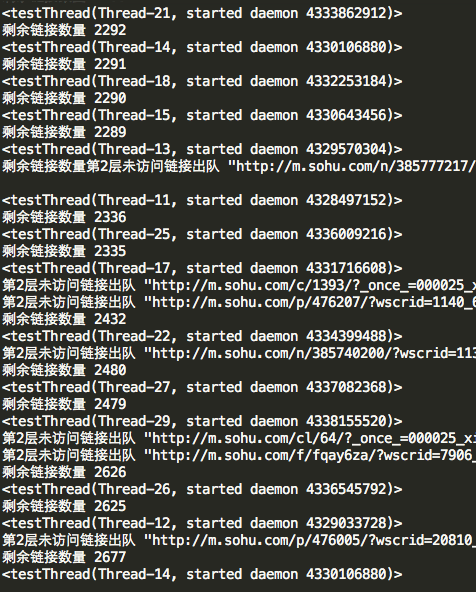 <testThread(Thread-21, started daemon 4333862912)>
剩余链接数量 2292
<testThread(Thread-14, started daemon 4330106880)>
剩余链接数量 2291
<testThread(Thread-18, started daemon 4332253184)>
剩余链接数量 2290
<testThread(Thread-15, started daemon 4330643456)>
剩余链接数量 2289
<testThread(Thread-13, started daemon 4329570304)>
剩余链接数量第2层未访问链接出队 "http://m.sohu.com/n/385777217/
<testThread(Thread-11, started daemon 4328497152)>
剩余链接数量 2336
<testThread(Thread-25, started daemon 4336009216)>
剩余链接数量 2335
<testThread(Thread-17, started daemon 4331716608)>
第2层未访问链接出队 "http://m.sohu.com/c/1393/?_once_=000025_x
第2层未访问链接出队 "http://m.sohu.com/p/476207/?wscrid=1140_6
剩余链接数量 2432
<testThread(Thread-22, started daemon 4334399488)>
第2层未访问链接出队 "http://m.sohu.com/n/385740200/?wscrid=113
剩余链接数量 2480
<testThread(Thread-27, started daemon 4337082368)>
剩余链接数量 2479
<testThread(Thread-29, started daemon 4338155520)>
第2层未访问链接出队 "http://m.sohu.com/cl/64/?_once_=000025_xi
第2层未访问链接出队 "http://m.sohu.com/f/fqay6za/?wscrid=7906_
剩余链接数量 2626
<testThread(Thread-26, started daemon 4336545792)>
剩余链接数量 2625
<testThread(Thread-12, started daemon 4329033728)>
第2层未访问链接出队 "http://m.sohu.com/p/476005/?wscrid=20810_
剩余链接数量 2677
<testThread(Thread-14, started daemon 4330106880)>